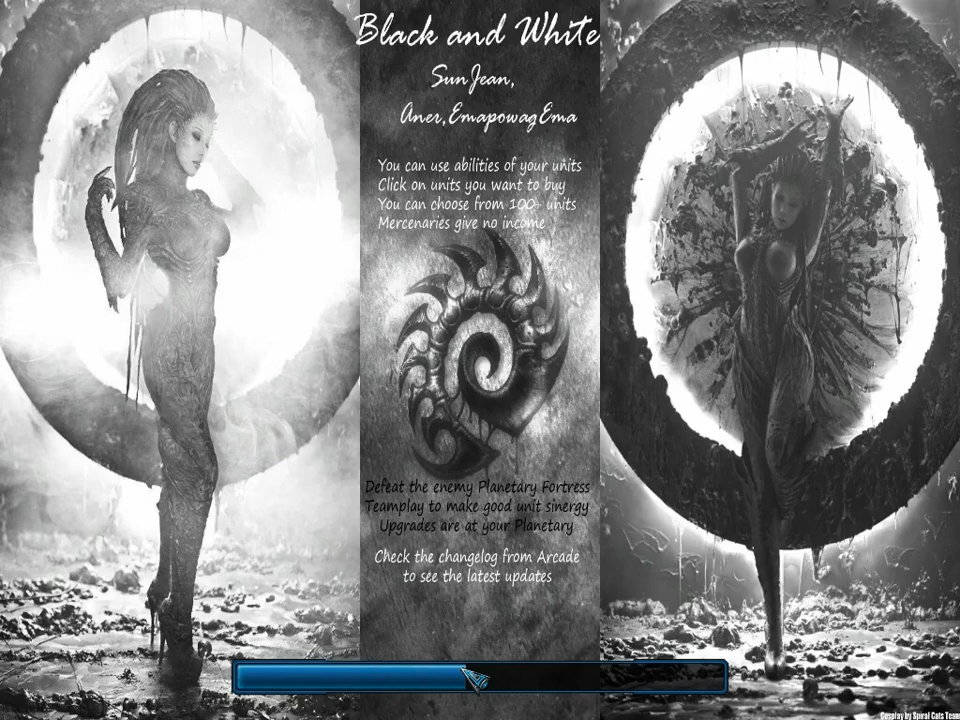 Black and White
SunJean,
Aner,EmapowagEma
You can use abilities of your units
Click on units you want to buy
You can choose from 100+ units
Mercenaries give no income
Defeat the enemy Planetary Fortress
Teamplay to make good unit sinergy
Upgrades are at your Planetary
Check the changelog from Arcade
to see the latest updates
Cosplay by Spiral Cats Team